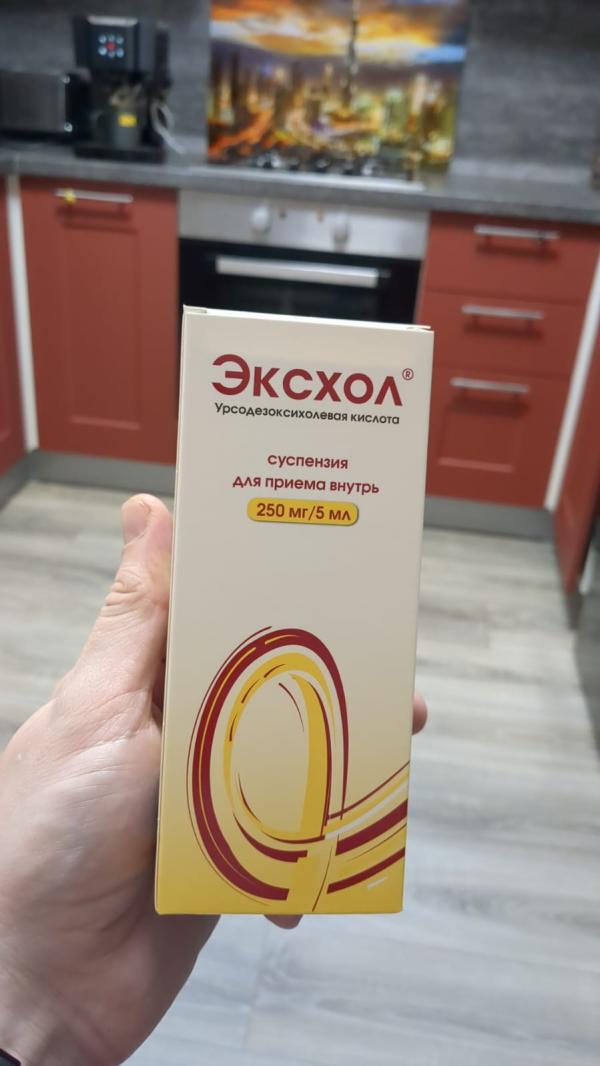 Эксхол®
Урсодезоксихолевая кислота
суспензия
для приема внутрь
250 мг/5 мл